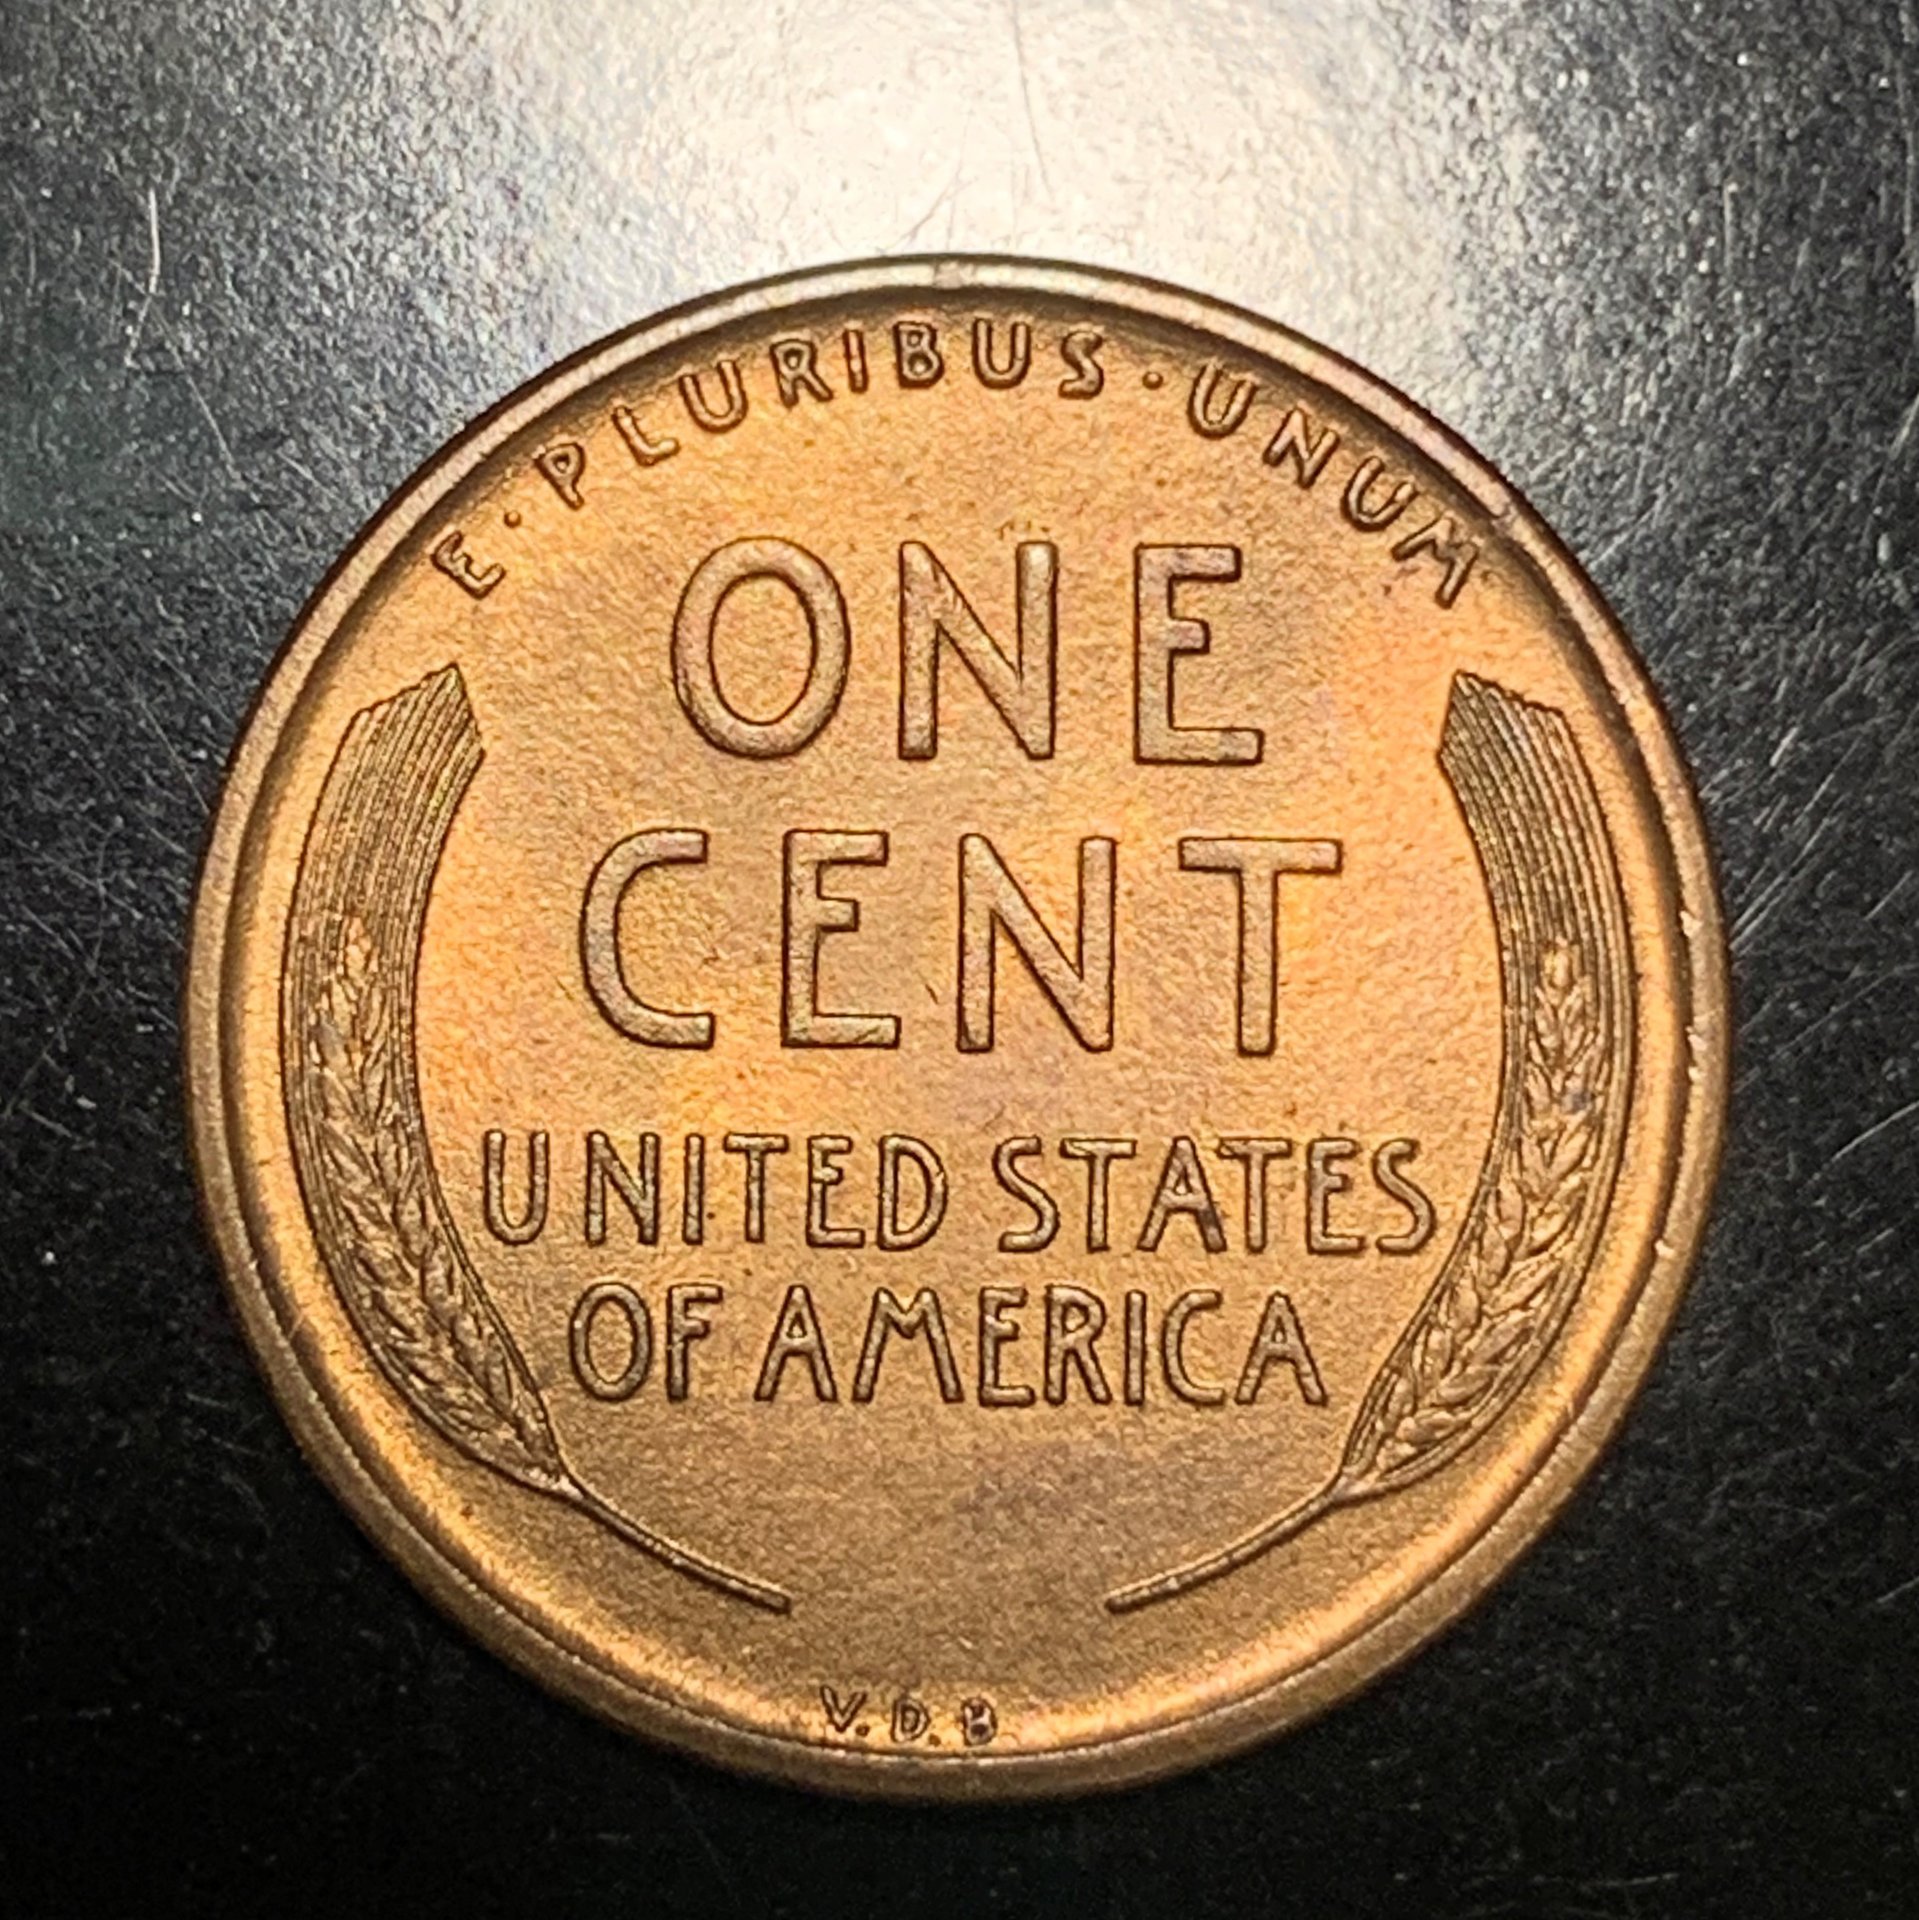 E·PLURIBUS·UNUM
ONE
CENT
UNITED STATES
OF AMERICA
V.D.B